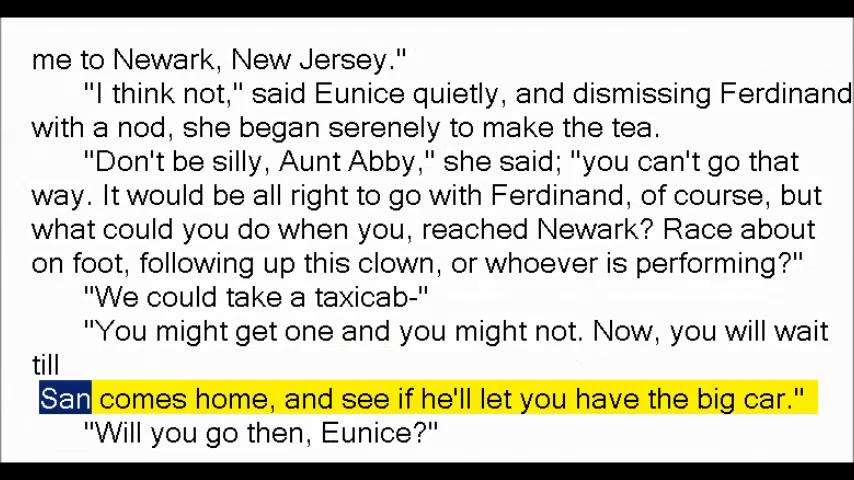 me to Newark, New Jersey."
"I think not," said Eunice quietly, and dismissing Ferdinand
with a nod, she began serenely to make the tea.
"Don't be silly, Aunt Abby," she said; "you can't go that
way. It would be all right to go with Ferdinand, of course, but
what could you do when you, reached Newark? Race about
on foot, following up this clown, or whoever is performing?"
"We could take a taxicab-"
"You might get one and you might not. Now, you will wait
till
San comes home, and see if he'll let you have the big car."
"Will you go then, Eunice?"